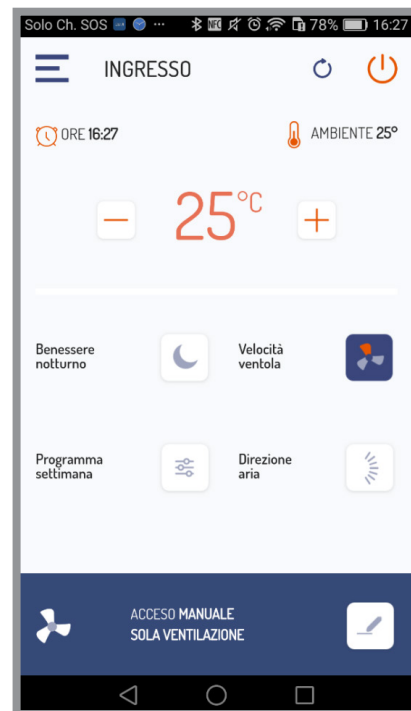 Solo Ch. SOS ... NFC 78% 16:27
INGRESSO
ORE 16:27
AMBIENTE 25°
25°C
Benessere
notturno
Velocità
ventola
Programma
settimana
Direzione
aria
ACCESO MANUALE
SOLA VENTILAZIONE